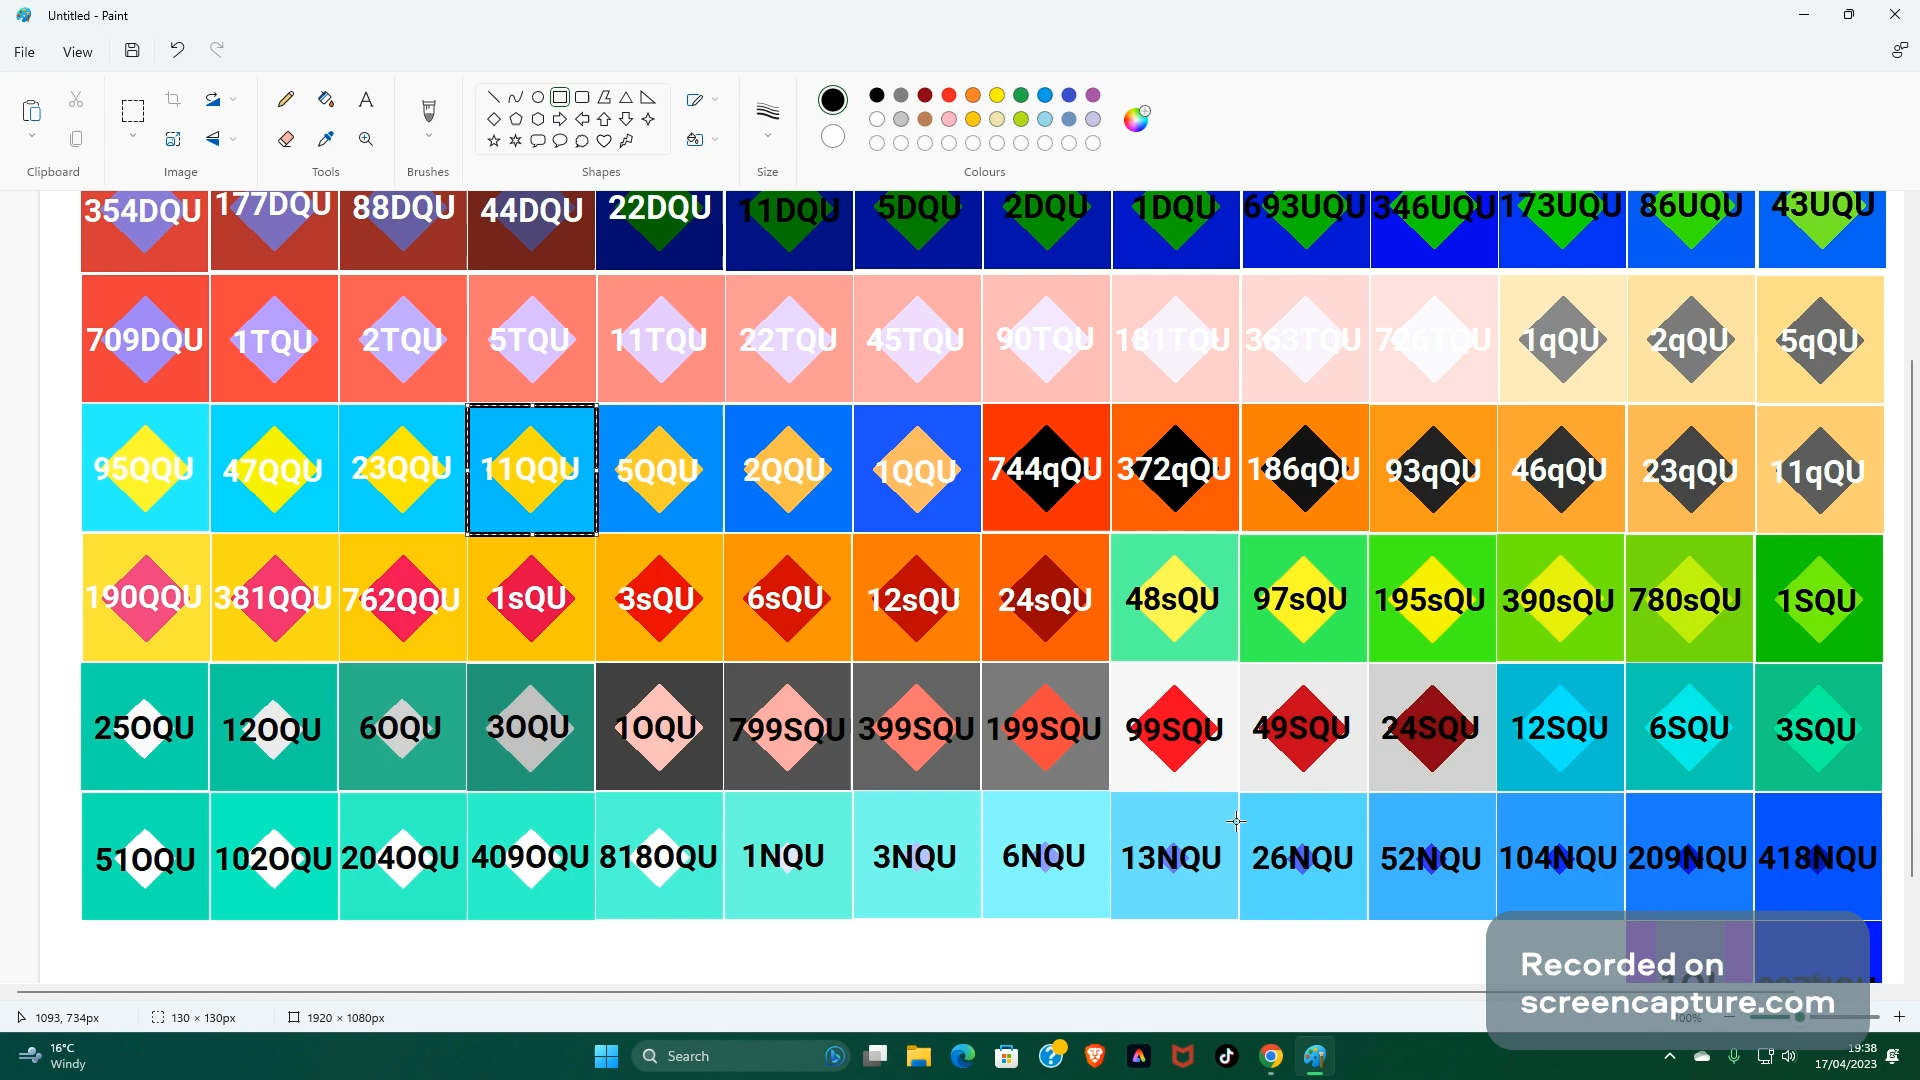 Untitled - Paint
File View
Clipboard Image Tools Brushes Shapes Size Colours
354DQU 177DQU 88DQU 44DQU 22DQU 11DQU 5DQU 2DQU 1DQU 693UQU 346UQU 173UQU 86UQU 43UQU
709DQU 1TQU 2TQU 5TQU 11TQU 22TQU 45TQU 90TQU 181TQU 363TQU 726TQU 1qQU 2qQU 5qQU
95QQU 47QQU 23QQU 11QQU 5QQU 2QQU 1QQU 744qQU 372qQU 186qQU 93qQU 46qQU 23qQU 11qQU
190QQU 381QQU 762QQU 1sQU 3sQU 6sQU 12sQU 24sQU 48sQU 97sQU 195sQU 390sQU 780sQU 1SQU
25OQU 12OQU 6OQU 3OQU 1OQU 799SQU 399SQU 199SQU 99SQU 49SQU 24SQU 12SQU 6SQU 3SQU
51OQU 102OQU 204OQU 409OQU 818OQU 1NQU 3NQU 6NQU 13NQU 26NQU 52NQU 104NQU 209NQU 418NQU
Recorded on
screencapture.com
1093, 734px 130 × 130px 1920 × 1080px 100%
16°C
Windy
Search
19:38
17/04/2023